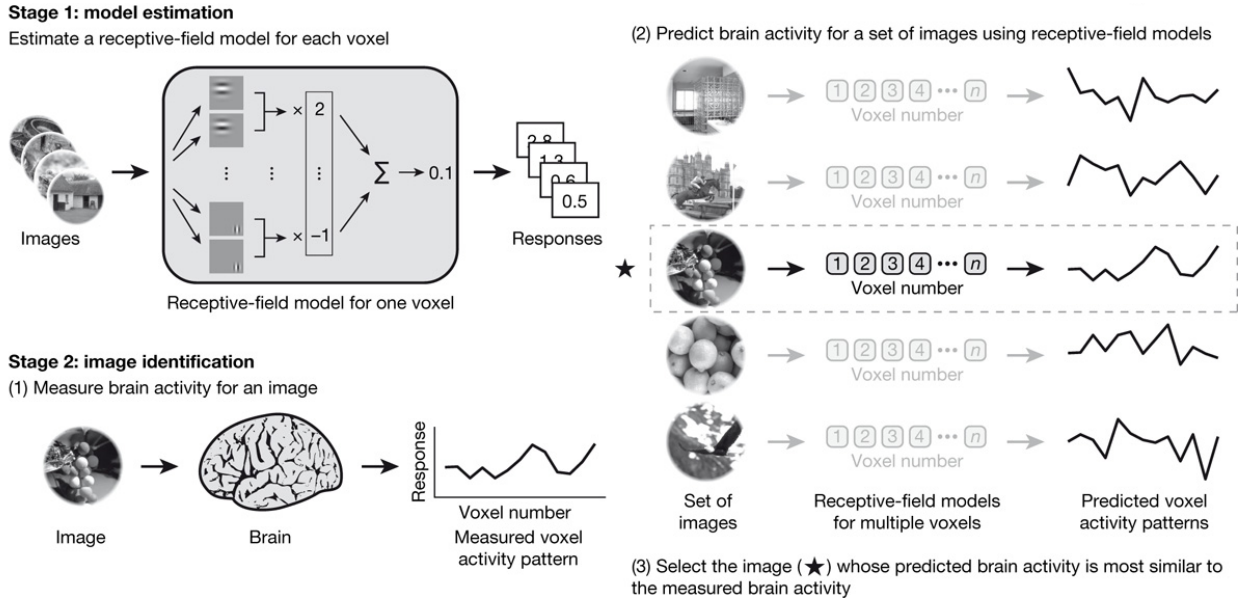 Stage 1: model estimation
Estimate a receptive-field model for each voxel
× 2
⋮ ⋮ ⋮
Σ 0.1
× −1
Images
Receptive-field model for one voxel
2.8
1.3
0.6
0.5
Responses
Stage 2: image identification
(1) Measure brain activity for an image
Response
Image
Brain
Voxel number
Measured voxel
activity pattern
(2) Predict brain activity for a set of images using receptive-field models
1 2 3 4 ••• n
Voxel number
1 2 3 4 ••• n
Voxel number
★
1 2 3 4 ••• n
Voxel number
1 2 3 4 ••• n
Voxel number
1 2 3 4 ••• n
Voxel number
Set of
images
Receptive-field models
for multiple voxels
Predicted voxel
activity patterns
(3) Select the image (★) whose predicted brain activity is most similar to
the measured brain activity